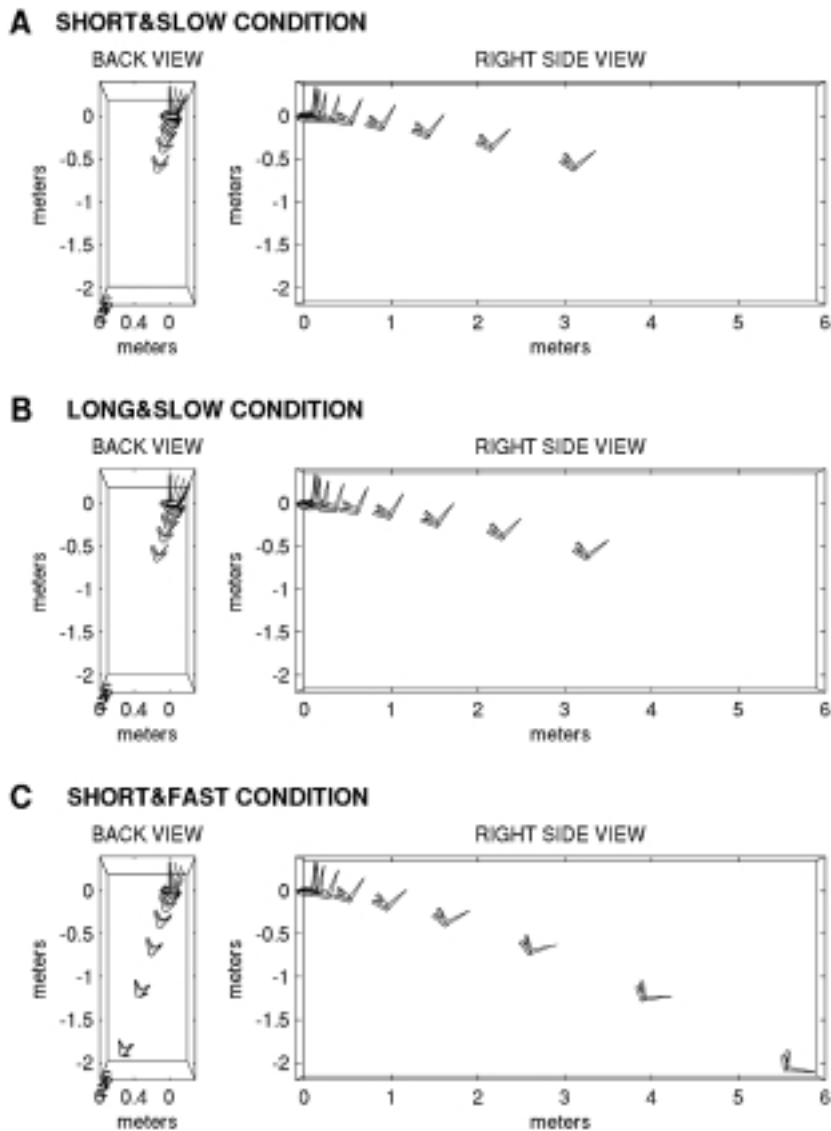 A SHORT&SLOW CONDITION
BACK VIEW
RIGHT SIDE VIEW
meters
0
-0.5
-1
-1.5
-2
0.4 0
meters
meters
0
-0.5
-1
-1.5
-2
0 1 2 3 4 5 6
meters
B LONG&SLOW CONDITION
BACK VIEW
RIGHT SIDE VIEW
meters
0
-0.5
-1
-1.5
-2
0.4 0
meters
meters
0
-0.5
-1
-1.5
-2
0 1 2 3 4 5 6
meters
C SHORT&FAST CONDITION
BACK VIEW
RIGHT SIDE VIEW
meters
0
-0.5
-1
-1.5
-2
0.4 0
meters
meters
0
-0.5
-1
-1.5
-2
0 1 2 3 4 5 6
meters